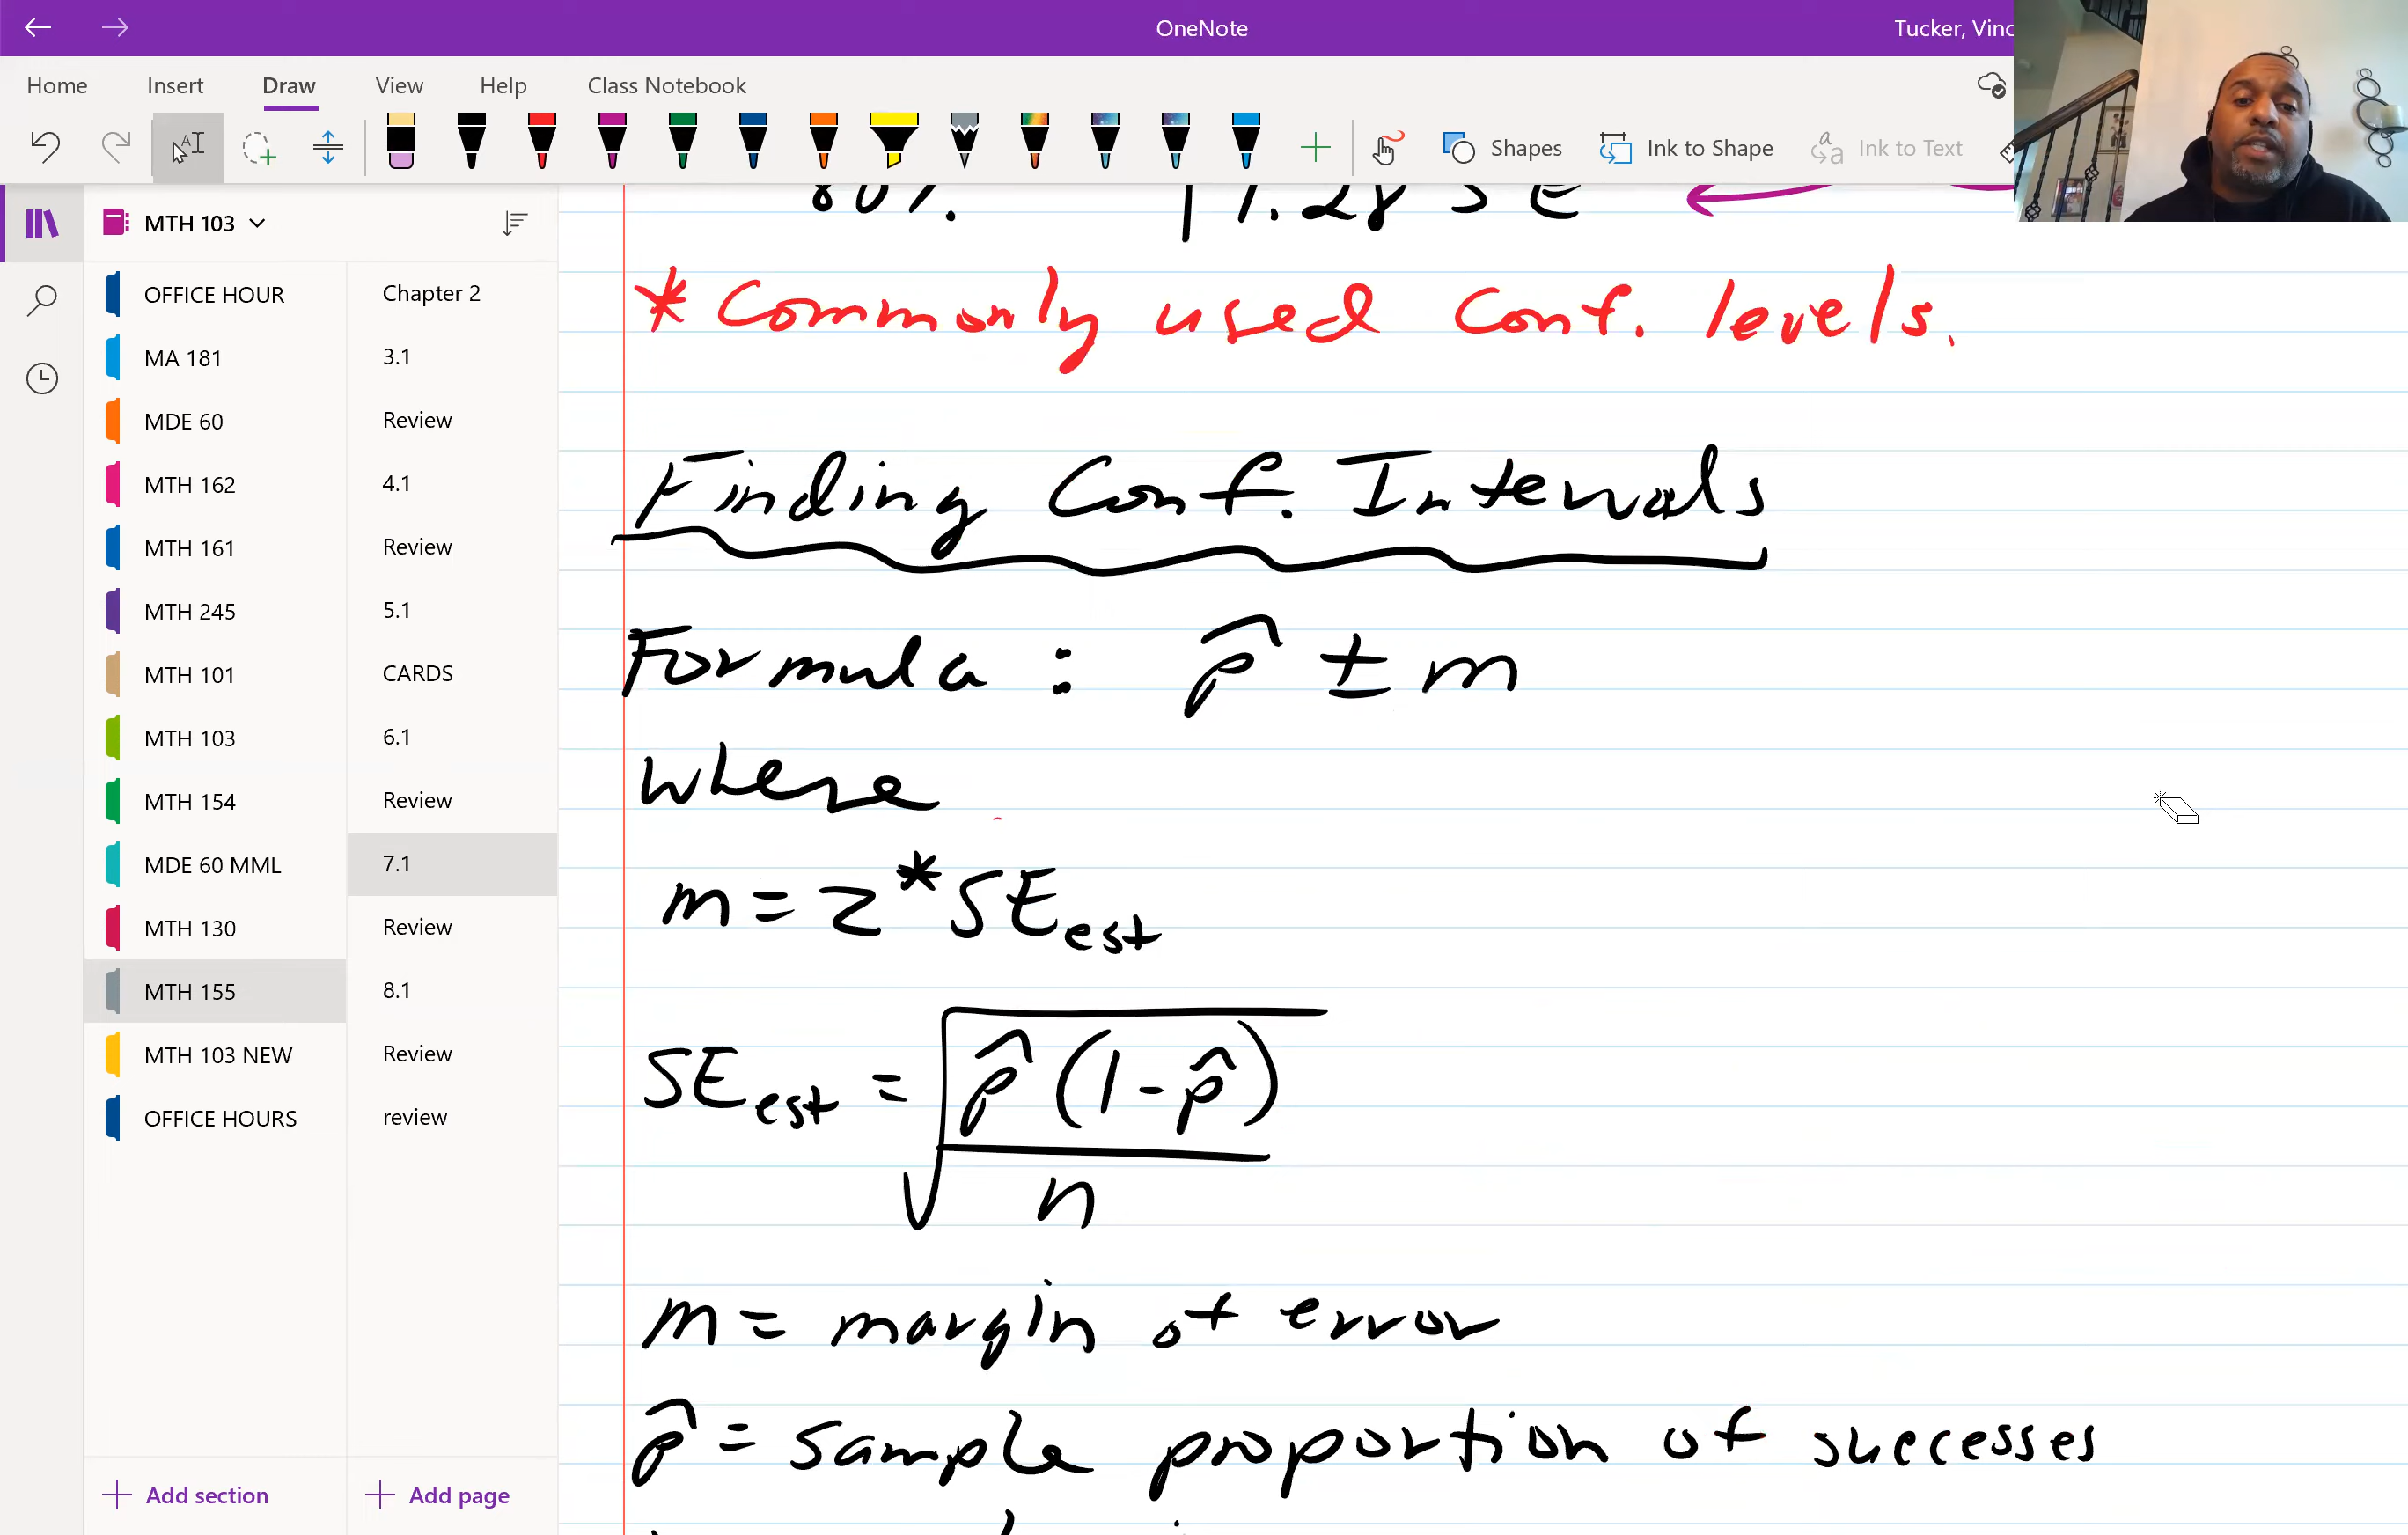 OneNote
Tucker, Vinc
Home Insert Draw View Help Class Notebook
Shapes Ink to Shape Ink to Text
MTH 103
OFFICE HOUR
MA 181
MDE 60
MTH 162
MTH 161
MTH 245
MTH 101
MTH 103
MTH 154
MDE 60 MML
MTH 130
MTH 155
MTH 103 NEW
OFFICE HOURS
Add section
Chapter 2
3.1
Review
4.1
Review
5.1
CARDS
6.1
Review
7.1
Review
8.1
Review
review
Add page
80%. | 1.28 SE
* Commonly used Conf. levels.
Finding Conf. Intervals
Formula : p̂ ± m
where
m = z* SE_est
SE_est = √(p̂(1-p̂)/n)
m = margin of error
p̂ = sample proportion of successes